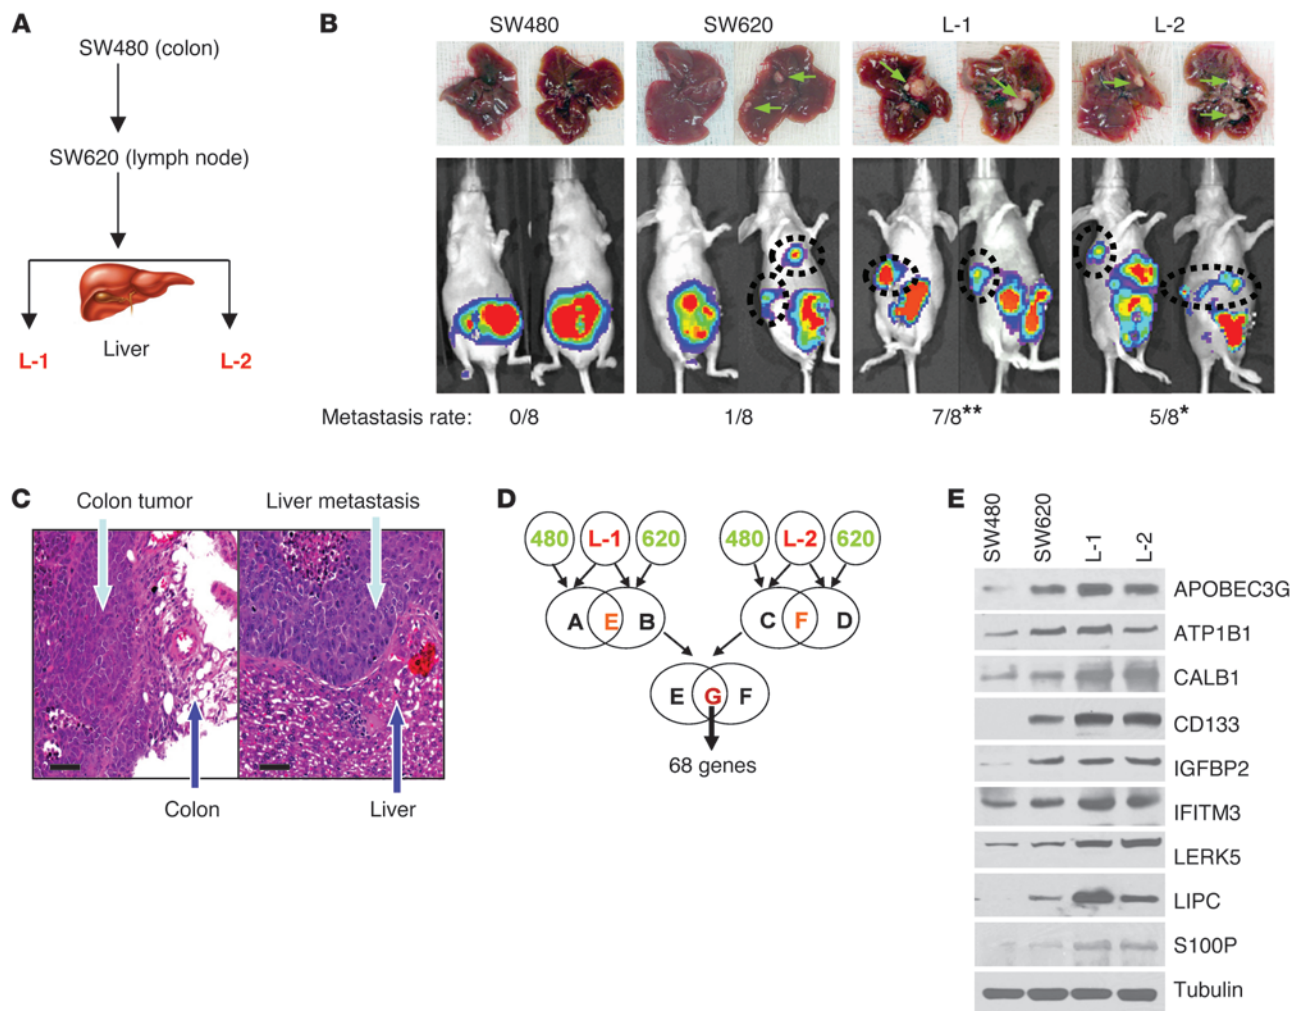 A
SW480 (colon)
SW620 (lymph node)
Liver
L-1
L-2
B
SW480 SW620 L-1 L-2
Metastasis rate: 0/8 1/8 7/8** 5/8*
C
Colon tumor Liver metastasis
Colon Liver
D
480 L-1 620 480 L-2 620
A E B C F D
E G F
68 genes
E
SW480 SW620 L-1 L-2
APOBEC3G
ATP1B1
CALB1
CD133
IGFBP2
IFITM3
LERK5
LIPC
S100P
Tubulin